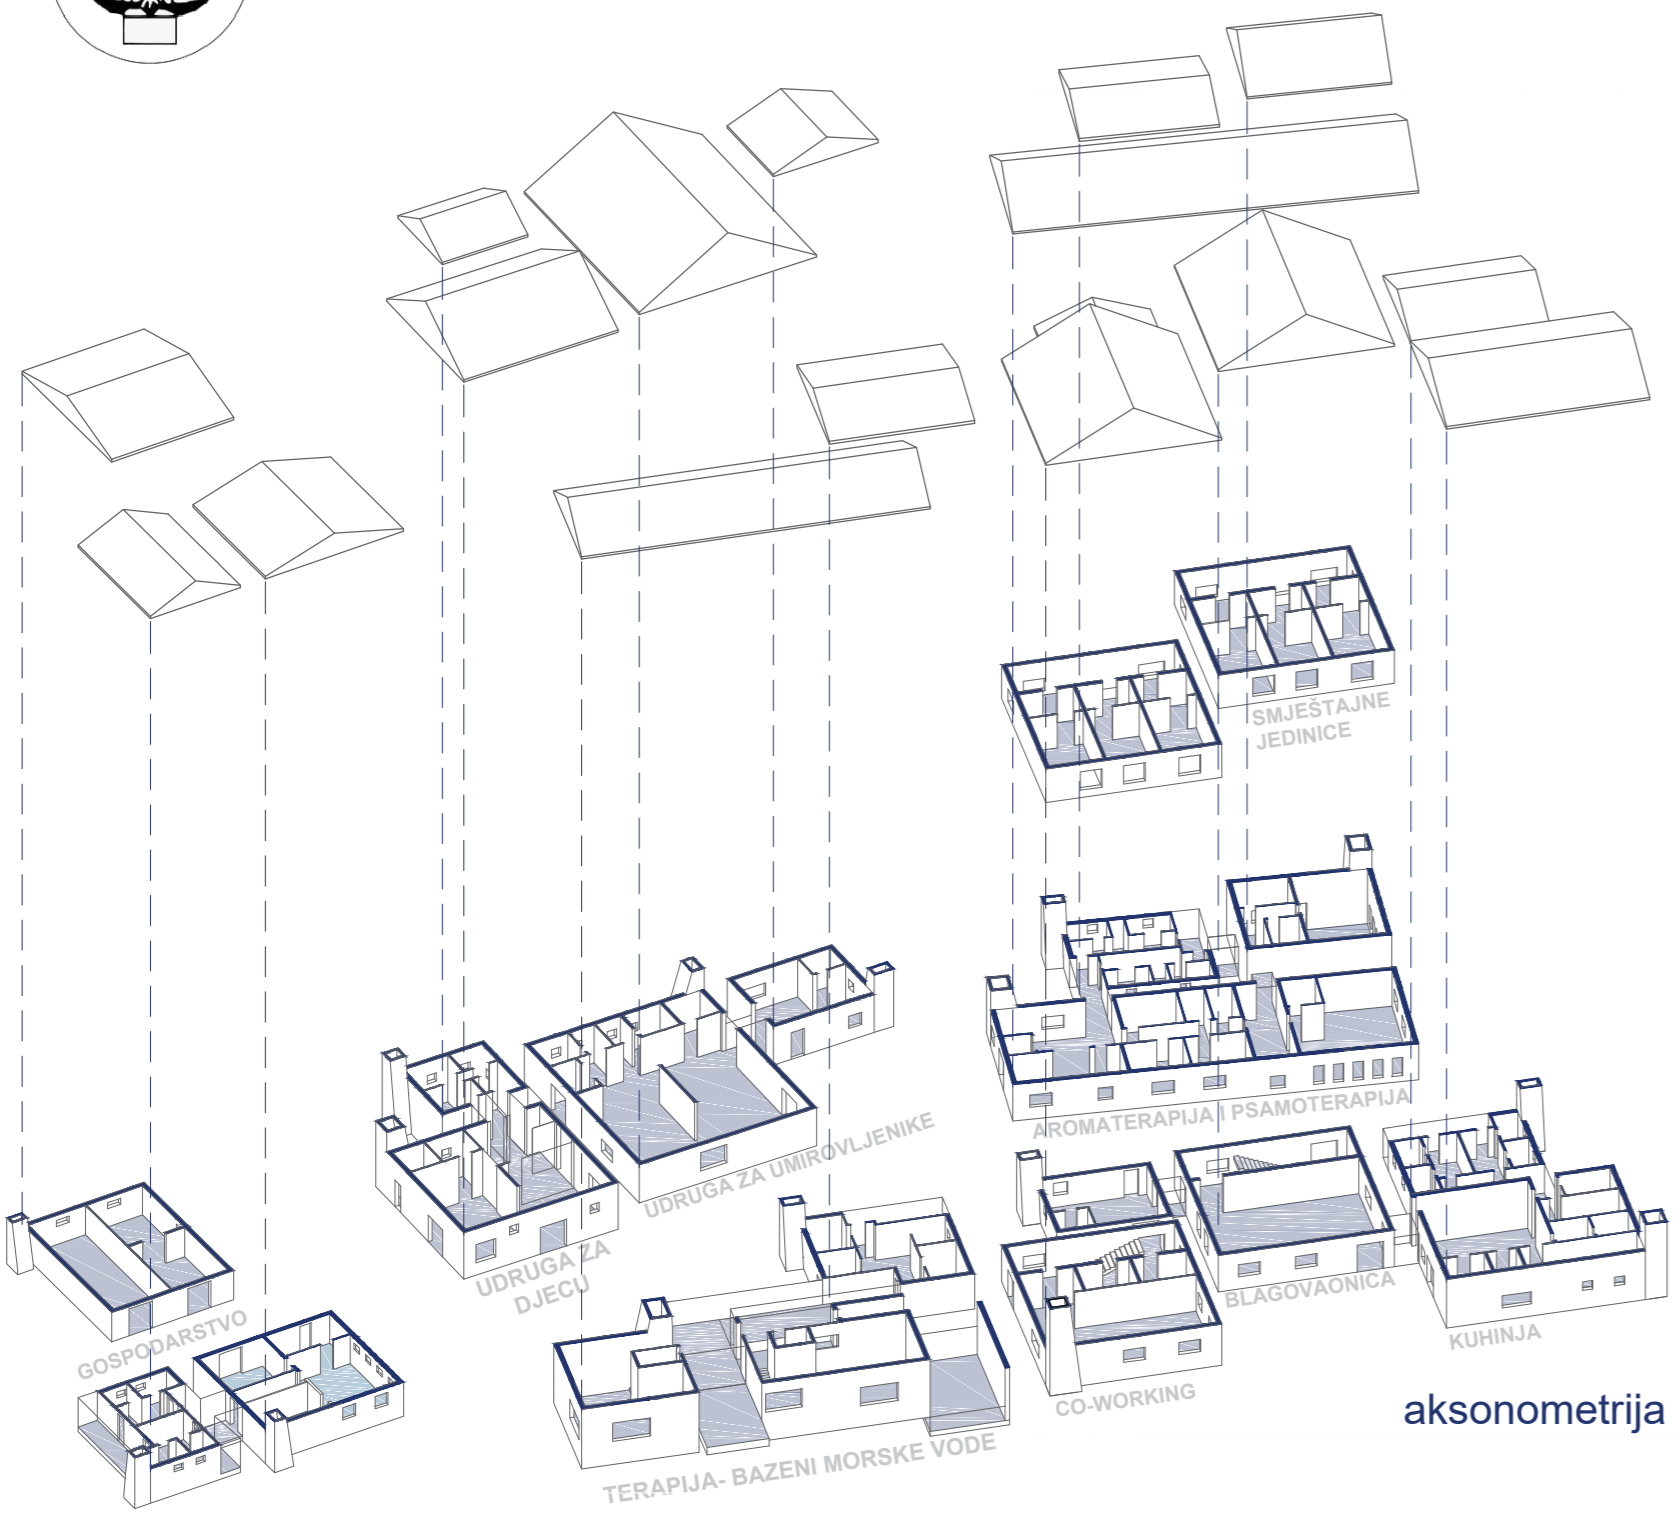 SMJEŠTAJNE
JEDINICE
AROMATERAPIJA I PSAMOTERAPIJA
UDRUGA ZA UMIROVLJENIKE
UDRUGA ZA
DJECU
BLAGOVAONICA
GOSPODARSTVO
KUHINJA
CO-WORKING
aksonometrija
TERAPIJA- BAZENI MORSKE VODE